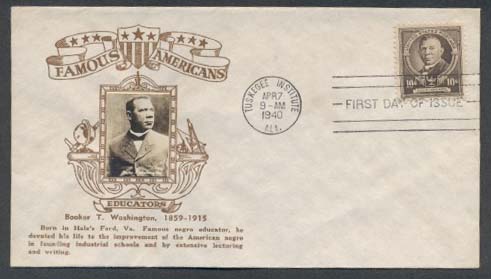 FAMOUS AMERICANS
EDUCATORS
Booker T. Washington, 1859-1915
Born in Hale's Ford, Va. Famous negro educator, he
devoted his life to the improvement of the American negro
in founding industrial schools and by extensive lecturing
and writing.
TUSKEGEE INSTITUTE
APR 7
9-AM
1940
ALA.
FIRST DAY OF ISSUE
10¢ 10¢